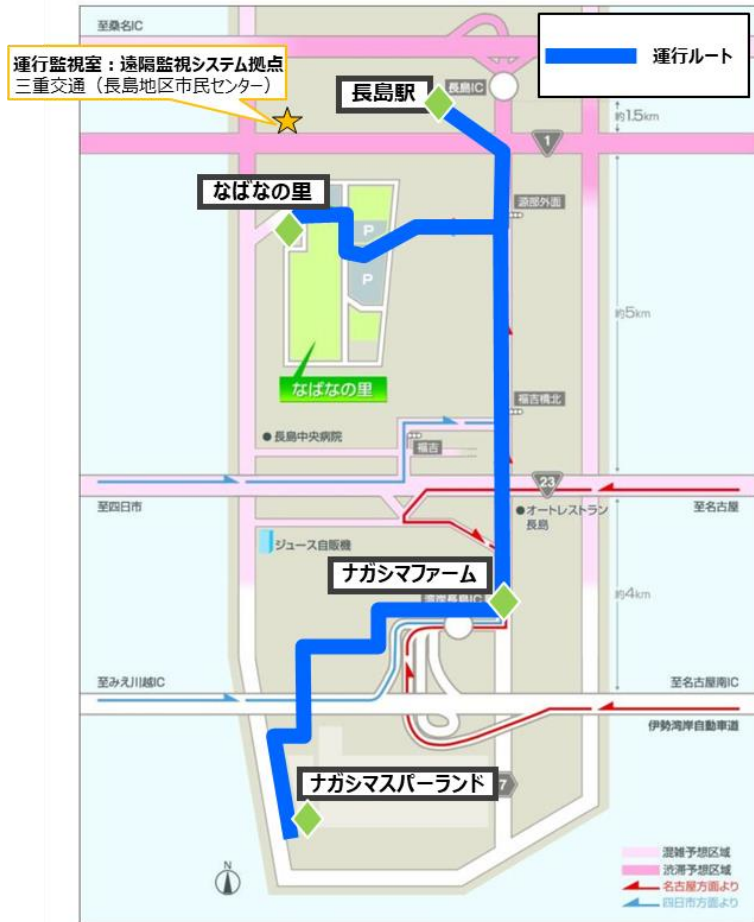 至桑名IC
運行ルート
運行監視室：遠隔監視システム拠点
三重交通（長島地区市民センター）
長島駅
長島IC
約1.5km
1
なばなの里
源部外面
P
P
約5km
なばなの里
福吉橋北
長島中央病院
福吉
23
至四日市
至名古屋
オートレストラン
長島
ジュース自販機
ナガシマファーム
約4km
至みえ川越IC
至名古屋南IC
伊勢湾岸自動車道
ナガシマスパーランド
7
混雑予想区域
渋滞予想区域
名古屋方面より
四日市方面より
N